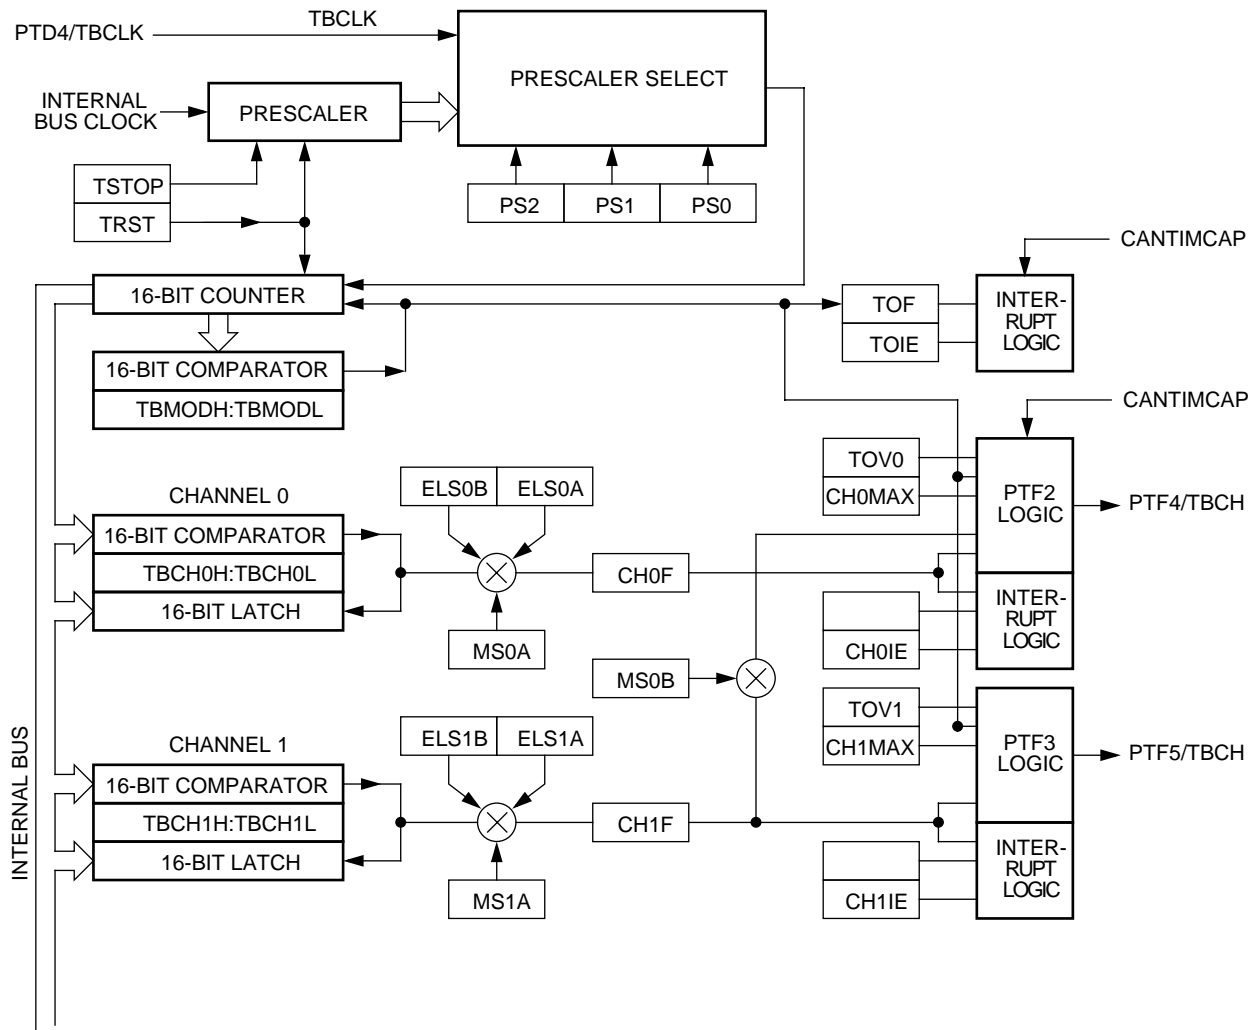 TBCLK
PTD4/TBCLK
PRESCALER SELECT
INTERNAL
BUS CLOCK
PRESCALER
TSTOP
TRST
PS2
PS1
PS0
CANTIMCAP
16-BIT COUNTER
TOF
TOIE
INTER-
RUPT
LOGIC
16-BIT COMPARATOR
TBMODH:TBMODL
CANTIMCAP
TOV0
CH0MAX
PTF2
LOGIC
PTF4/TBCH
CHANNEL 0
ELS0B
ELS0A
16-BIT COMPARATOR
TBCH0H:TBCH0L
16-BIT LATCH
CH0F
MS0A
INTER-
RUPT
LOGIC
CH0IE
MS0B
TOV1
CH1MAX
PTF3
LOGIC
PTF5/TBCH
CHANNEL 1
ELS1B
ELS1A
16-BIT COMPARATOR
TBCH1H:TBCH1L
16-BIT LATCH
CH1F
MS1A
INTER-
RUPT
LOGIC
CH1IE
INTERNAL BUS